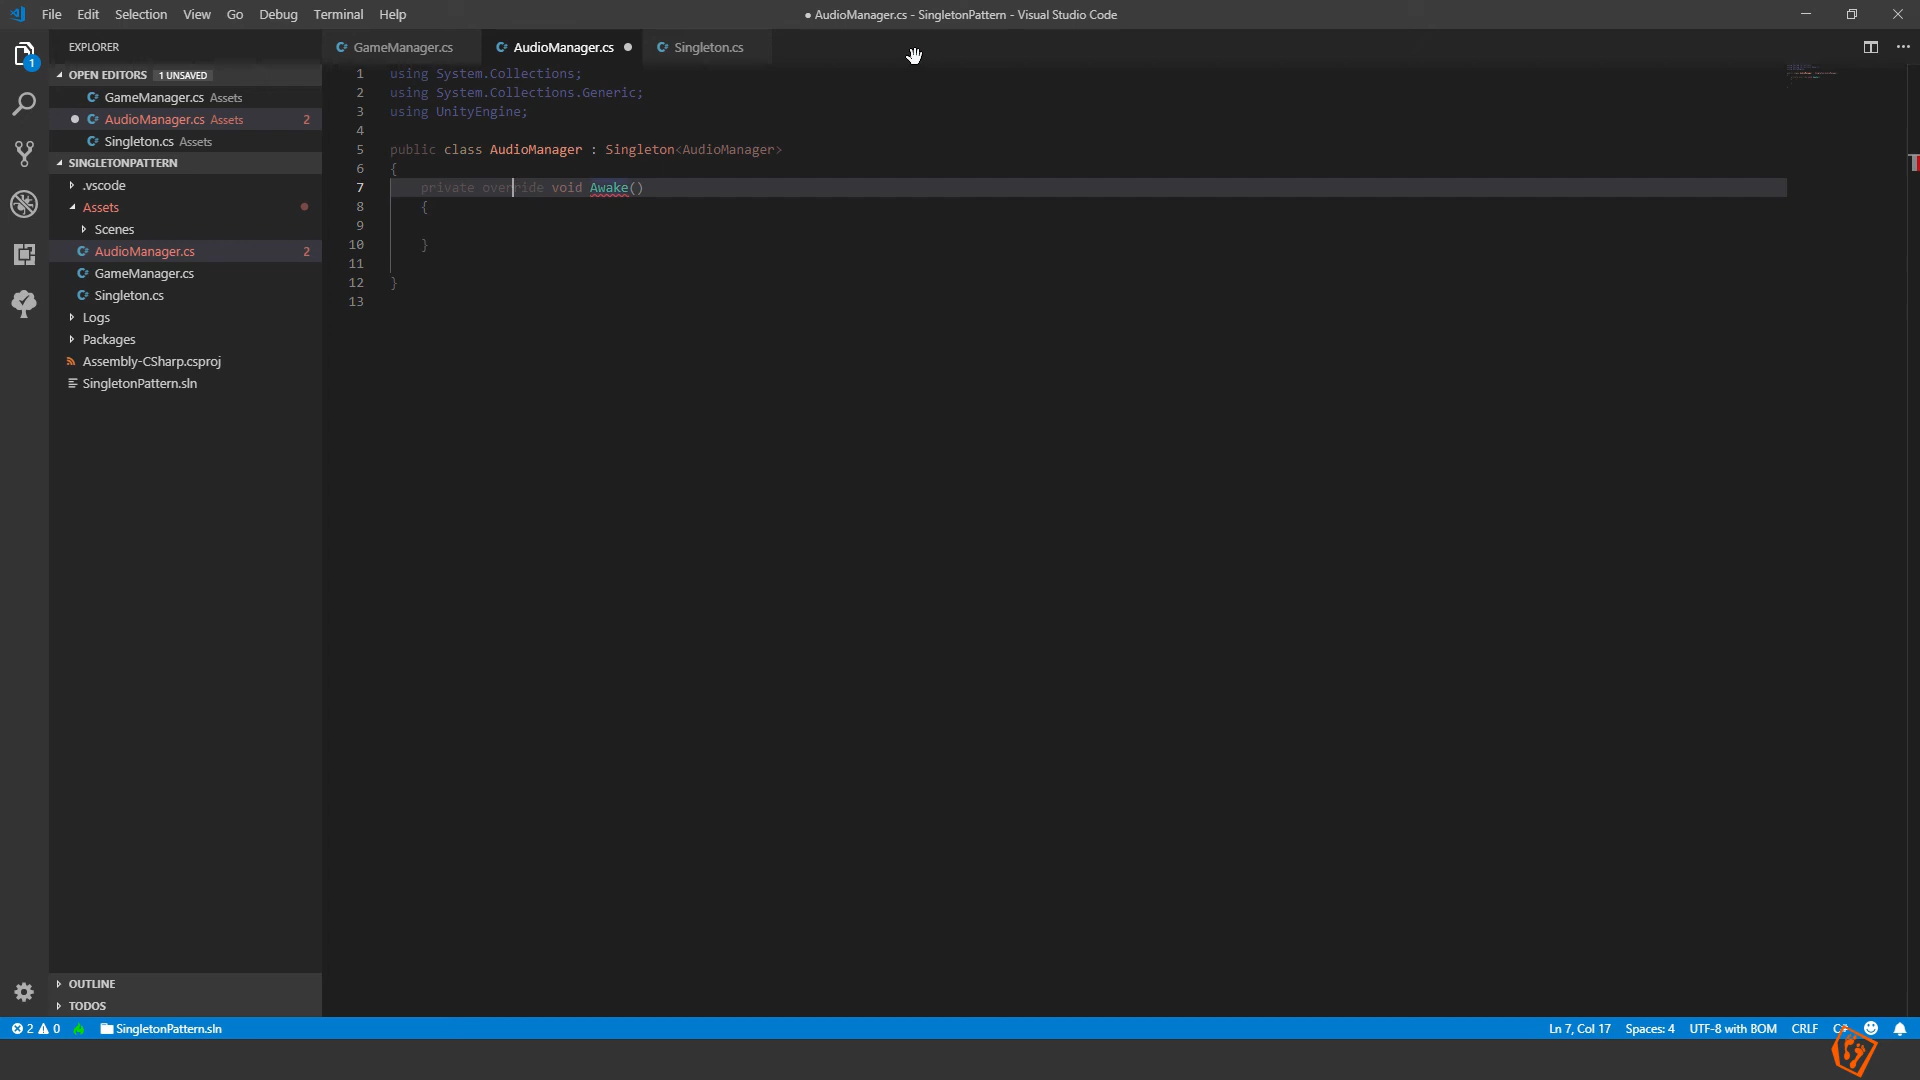 File Edit Selection View Go Debug Terminal Help
● AudioManager.cs - SingletonPattern - Visual Studio Code
EXPLORER
GameManager.cs AudioManager.cs Singleton.cs
OPEN EDITORS 1 UNSAVED
GameManager.cs Assets
AudioManager.cs Assets 2
Singleton.cs Assets
SINGLETONPATTERN
.vscode
Assets
Scenes
AudioManager.cs 2
GameManager.cs
Singleton.cs
Logs
Packages
Assembly-CSharp.csproj
SingletonPattern.sln
OUTLINE
TODOS
1 using System.Collections;
2 using System.Collections.Generic;
3 using UnityEngine;
4
5 public class AudioManager : Singleton<AudioManager>
6 {
7 private override void Awake()
8 {
9
10 }
11
12 }
13
1
2 0 SingletonPattern.sln
Ln 7, Col 17 Spaces: 4 UTF-8 with BOM CRLF C#